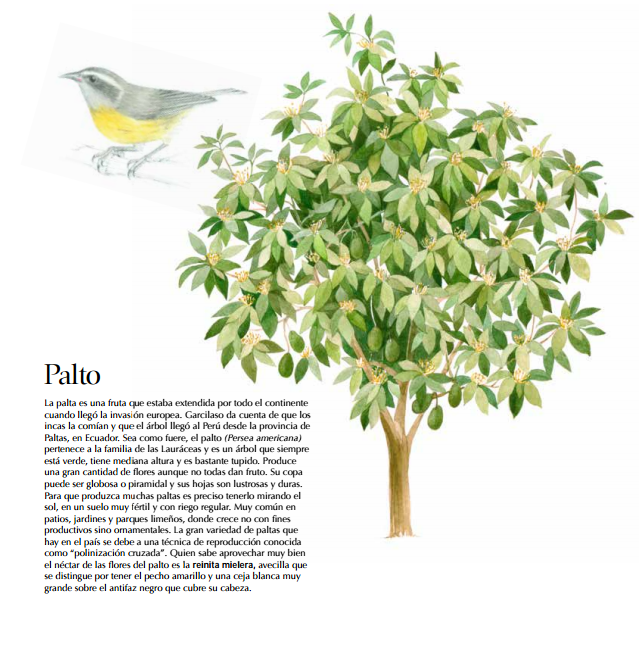 Palto
La palta es una fruta que estaba extendida por todo el continente
cuando llegó la invasión europea. Garcilaso da cuenta de que los
incas la comían y que el árbol llegó al Perú desde la provincia de
Paltas, en Ecuador. Sea como fuere, el palto (Persea americana)
pertenece a la familia de las Lauráceas y es un árbol que siempre
está verde, tiene mediana altura y es bastante tupido. Produce
una gran cantidad de flores aunque no todas dan fruto. Su copa
puede ser globosa o piramidal y sus hojas son lustrosas y duras.
Para que produzca muchas paltas es preciso tenerlo mirando el
sol, en un suelo muy fértil y con riego regular. Muy común en
patios, jardines y parques limeños, donde crece no con fines
productivos sino ornamentales. La gran variedad de paltas que
hay en el país se debe a una técnica de reproducción conocida
como “polinización cruzada”. Quien sabe aprovechar muy bien
el néctar de las flores del palto es la reinita mielera, avecilla que
se distingue por tener el pecho amarillo y una ceja blanca muy
grande sobre el antifaz negro que cubre su cabeza.